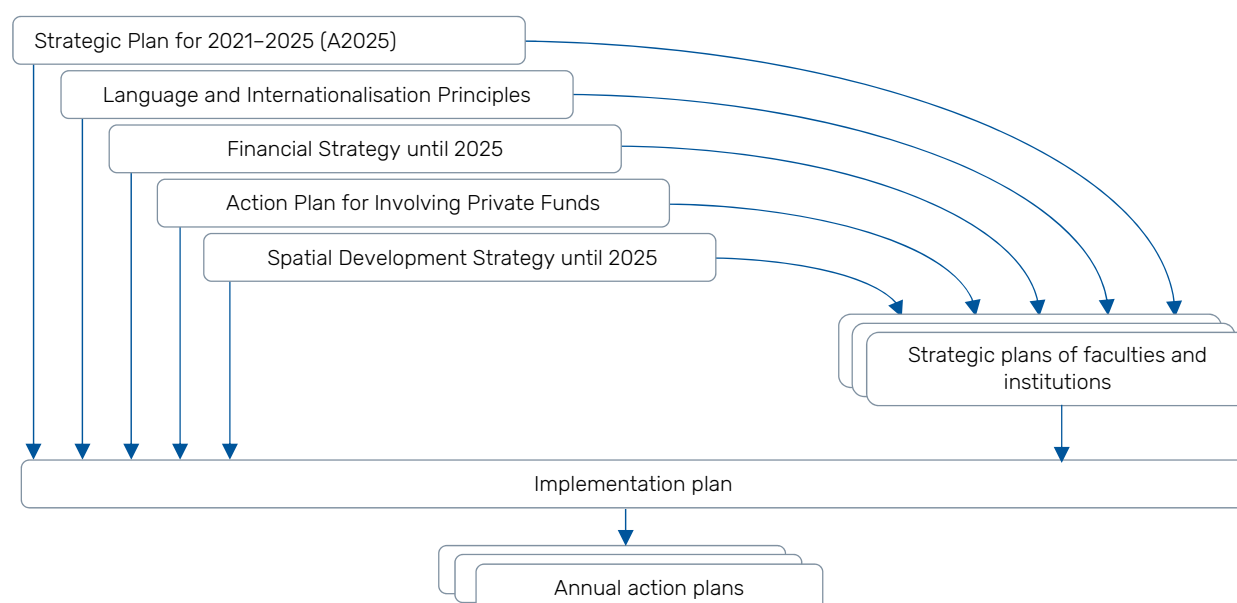 Strategic Plan for 2021–2025 (A2025)
Language and Internationalisation Principles
Financial Strategy until 2025
Action Plan for Involving Private Funds
Spatial Development Strategy until 2025
Strategic plans of faculties and
institutions
Implementation plan
Annual action plans